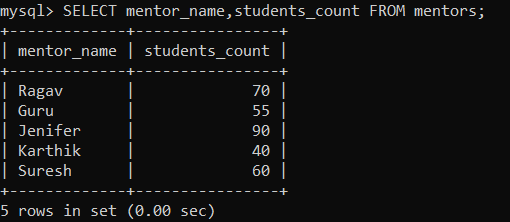 mysql> SELECT mentor_name,students_count FROM mentors;
+-------------+----------------+
| mentor_name | students_count |
+-------------+----------------+
| Ragav       |             70 |
| Guru        |             55 |
| Jenifer     |             90 |
| Karthik     |             40 |
| Suresh      |             60 |
+-------------+----------------+
5 rows in set (0.00 sec)